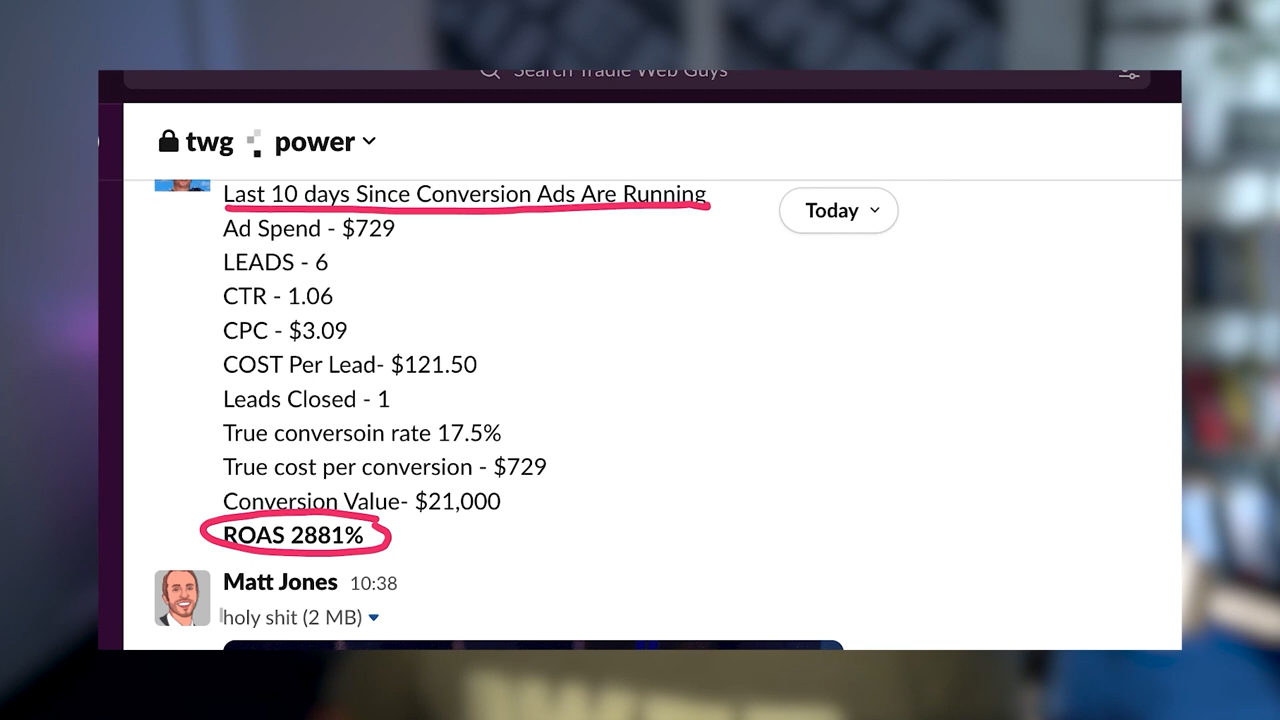 Search Tradie Web Guys
twg power
Last 10 days Since Conversion Ads Are Running
Today
Ad Spend - $729
LEADS - 6
CTR - 1.06
CPC - $3.09
COST Per Lead- $121.50
Leads Closed - 1
True conversoin rate 17.5%
True cost per conversion - $729
Conversion Value- $21,000
ROAS 2881%
Matt Jones 10:38
holy shit (2 MB)